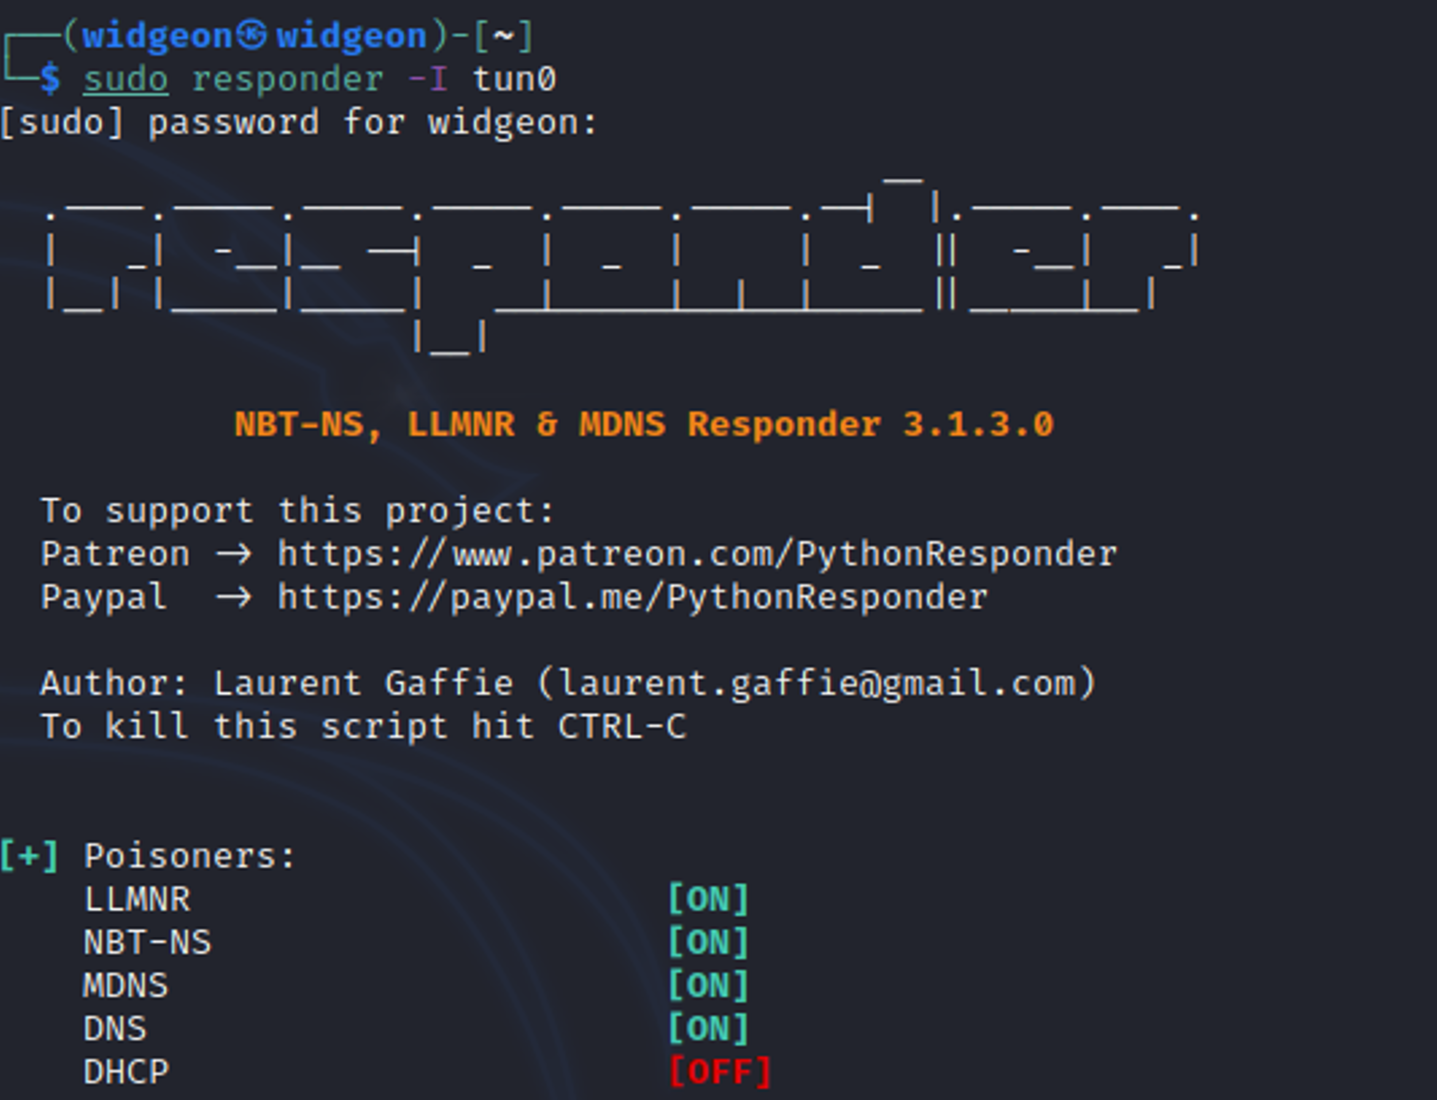 (widgeon㉿widgeon)-[~]
$ sudo responder -I tun0
[sudo] password for widgeon:
responder
NBT-NS, LLMNR & MDNS Responder 3.1.3.0
To support this project:
Patreon -> https://www.patreon.com/PythonResponder
Paypal -> https://paypal.me/PythonResponder
Author: Laurent Gaffie (laurent.gaffie@gmail.com)
To kill this script hit CTRL-C
[+] Poisoners:
LLMNR [ON]
NBT-NS [ON]
MDNS [ON]
DNS [ON]
DHCP [OFF]